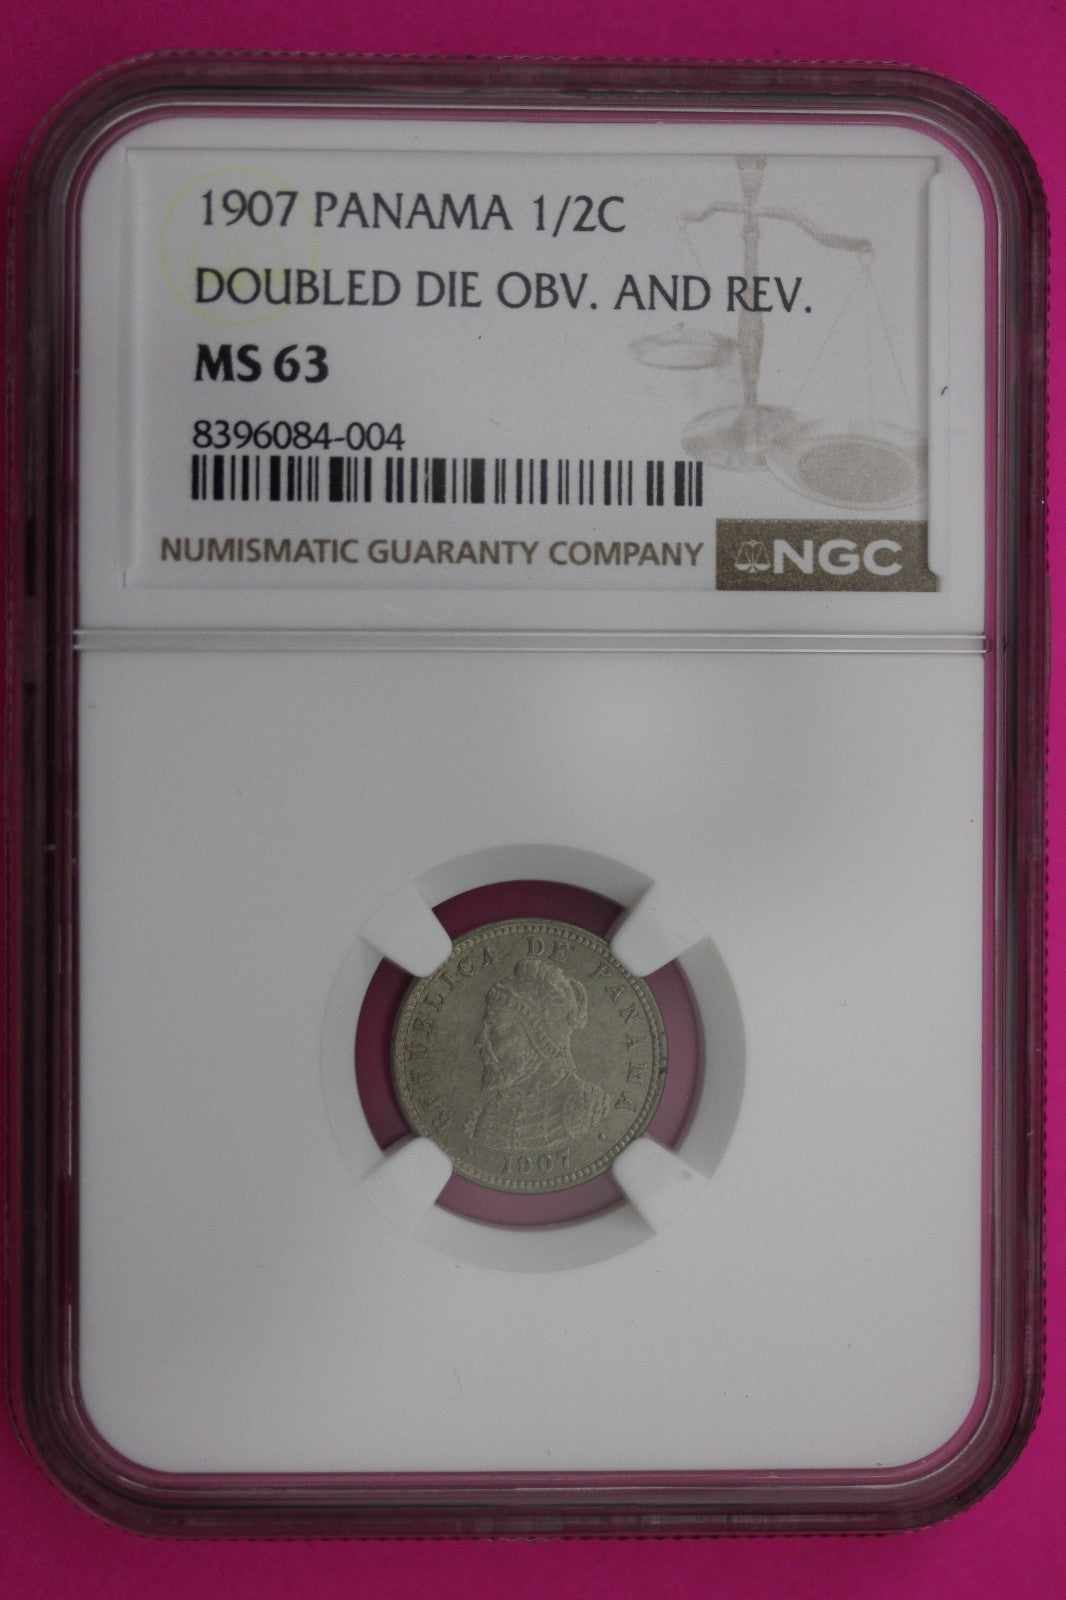 1907 PANAMA 1/2C
DOUBLED DIE OBV. AND REV.
MS 63
8396084-004
NUMISMATIC GUARANTY COMPANY NGC
REPUBLICA DE PANAMA
1907